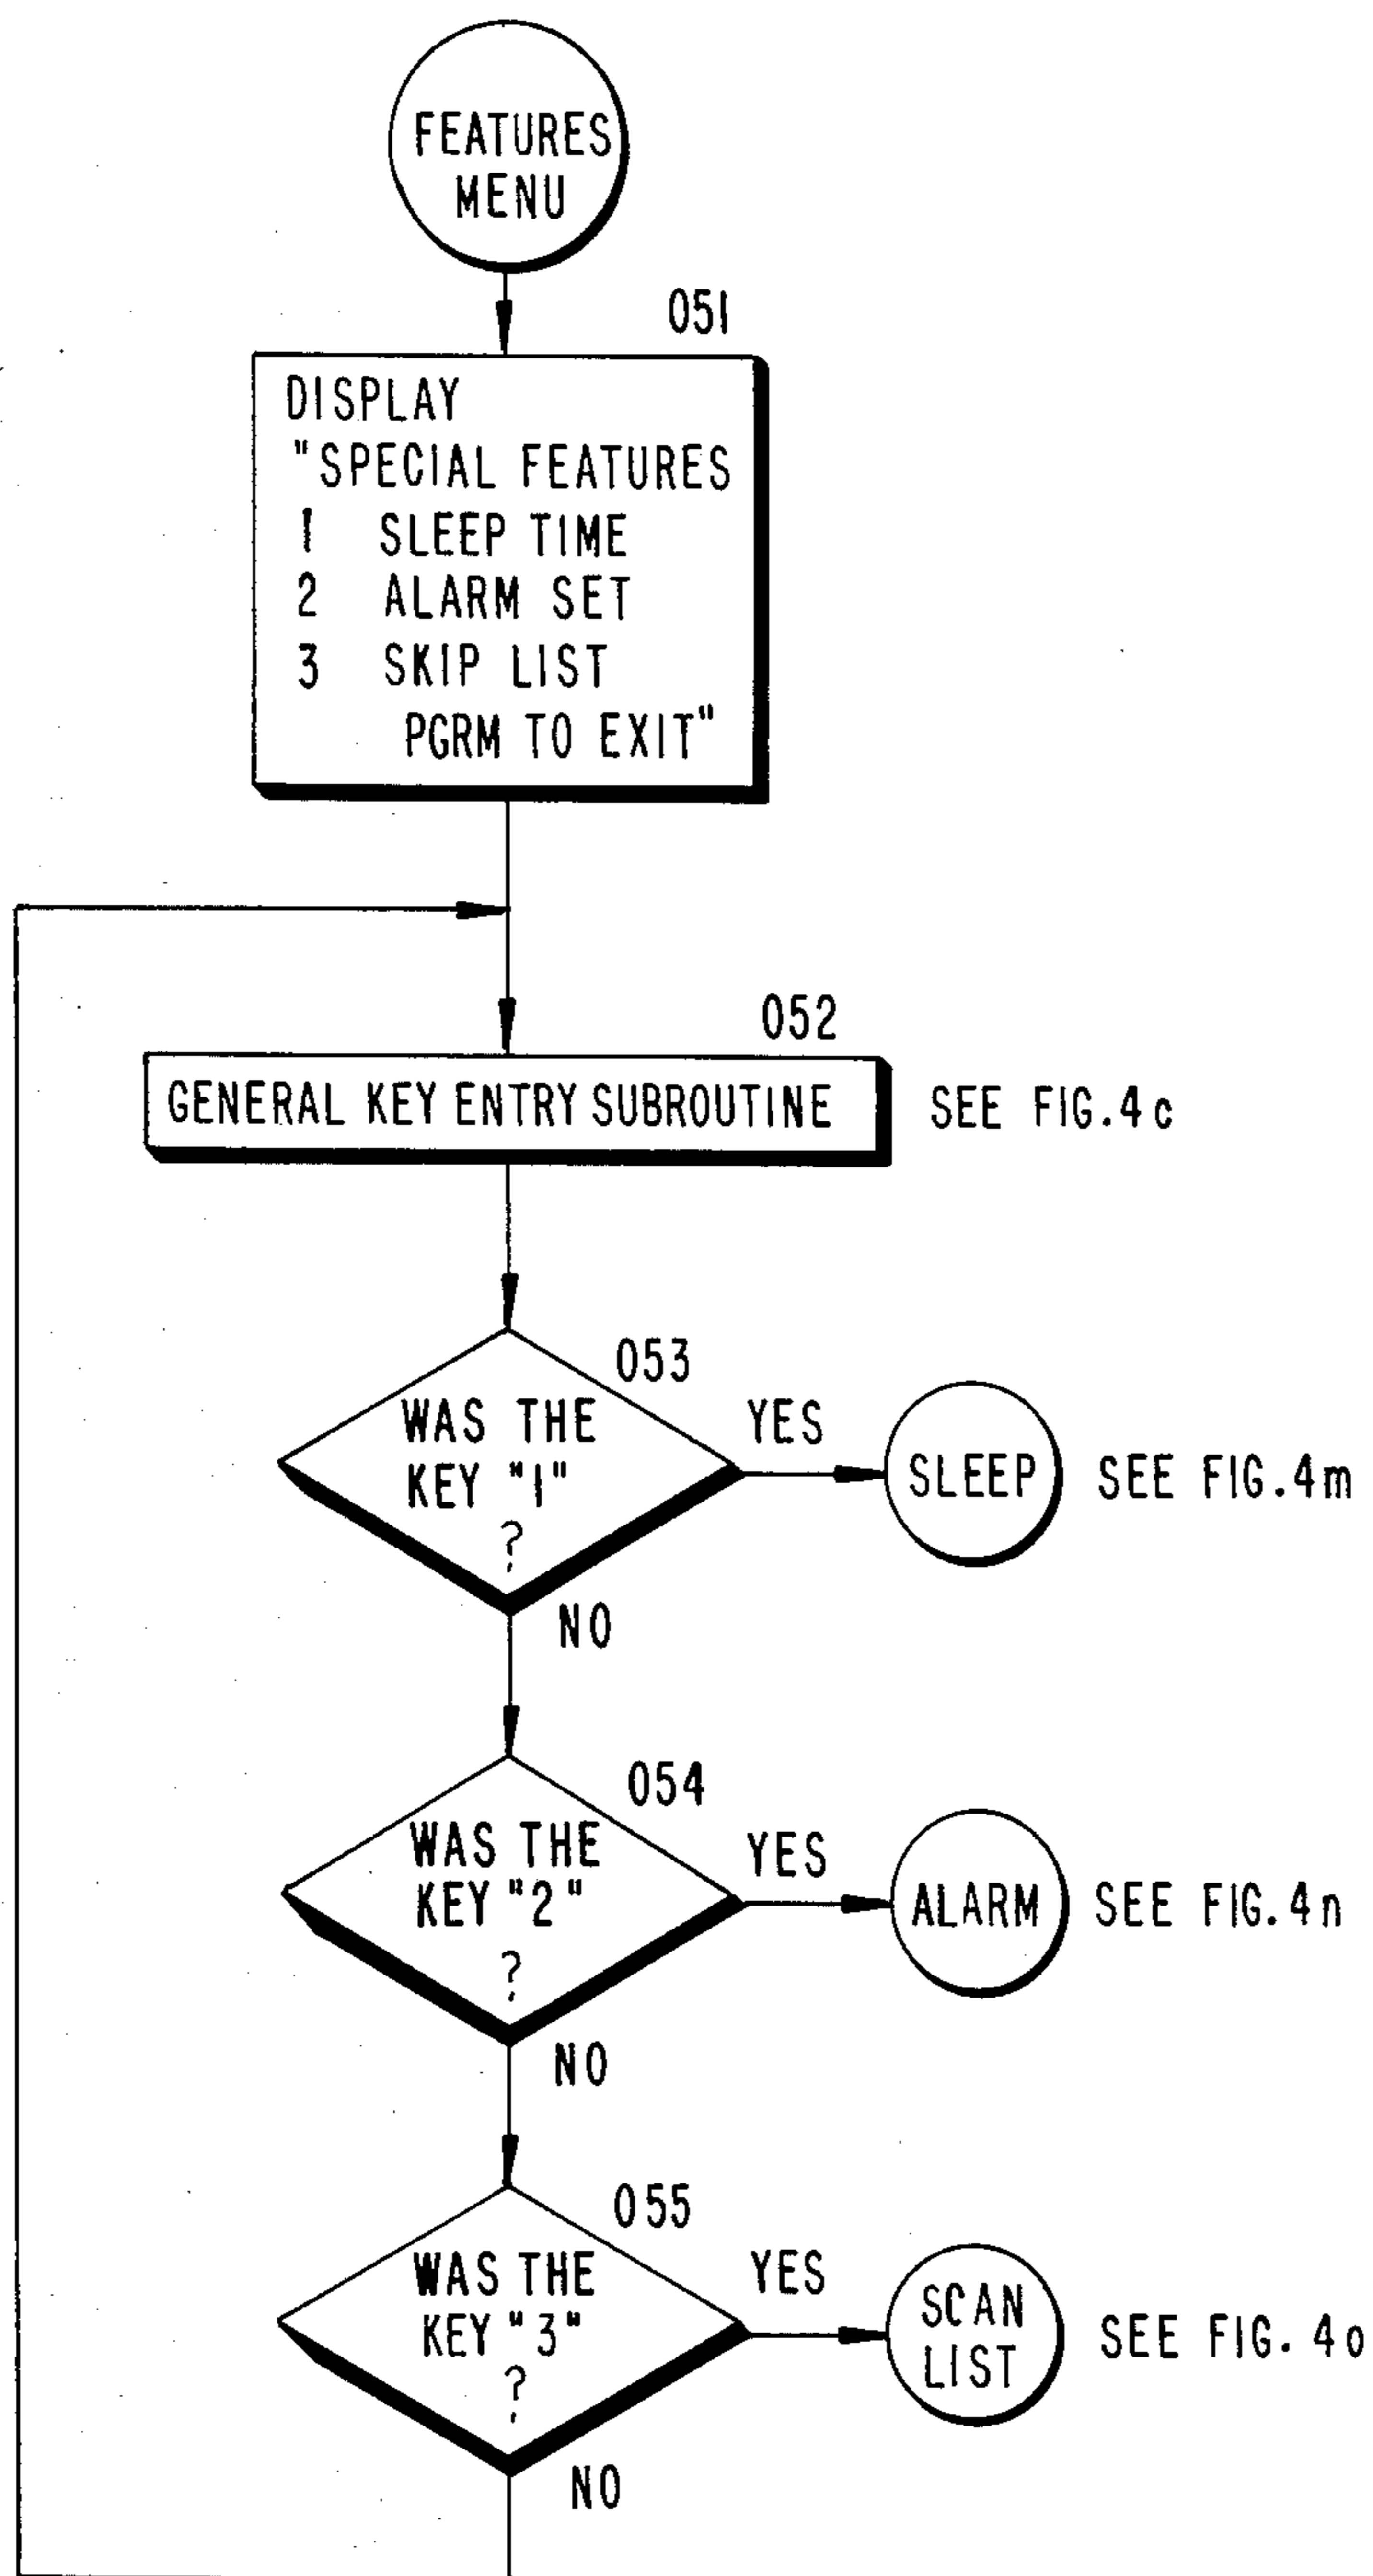 FEATURES
MENU
051
DISPLAY
"SPECIAL FEATURES
1 SLEEP TIME
2 ALARM SET
3 SKIP LIST
PGRM TO EXIT"
052
GENERAL KEY ENTRY SUBROUTINE
SEE FIG.4c
053
WAS THE
KEY "1"
?
YES
SLEEP
SEE FIG.4m
NO
054
WAS THE
KEY "2"
?
YES
ALARM
SEE FIG.4n
NO
055
WAS THE
KEY "3"
?
YES
SCAN
LIST
SEE FIG.4o
NO